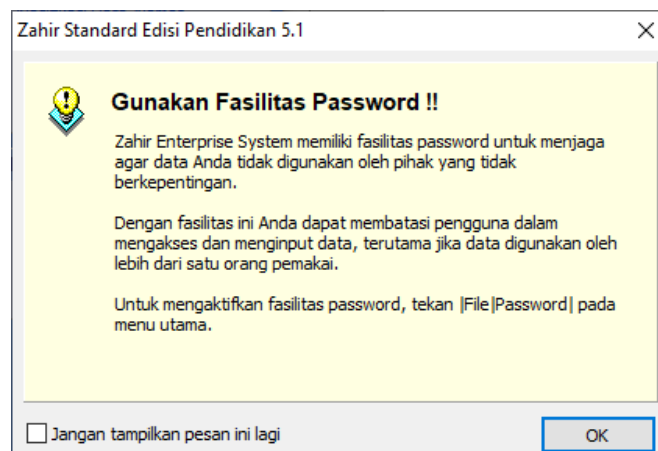 Zahir Standard Edisi Pendidikan 5.1
Gunakan Fasilitas Password !!
Zahir Enterprise System memiliki fasilitas password untuk menjaga
agar data Anda tidak digunakan oleh pihak yang tidak
berkepentingan.
Dengan fasilitas ini Anda dapat membatasi pengguna dalam
mengakses dan menginput data, terutama jika data digunakan oleh
lebih dari satu orang pemakai.
Untuk mengaktifkan fasilitas password, tekan |File|Password| pada
menu utama.
Jangan tampilkan pesan ini lagi
OK